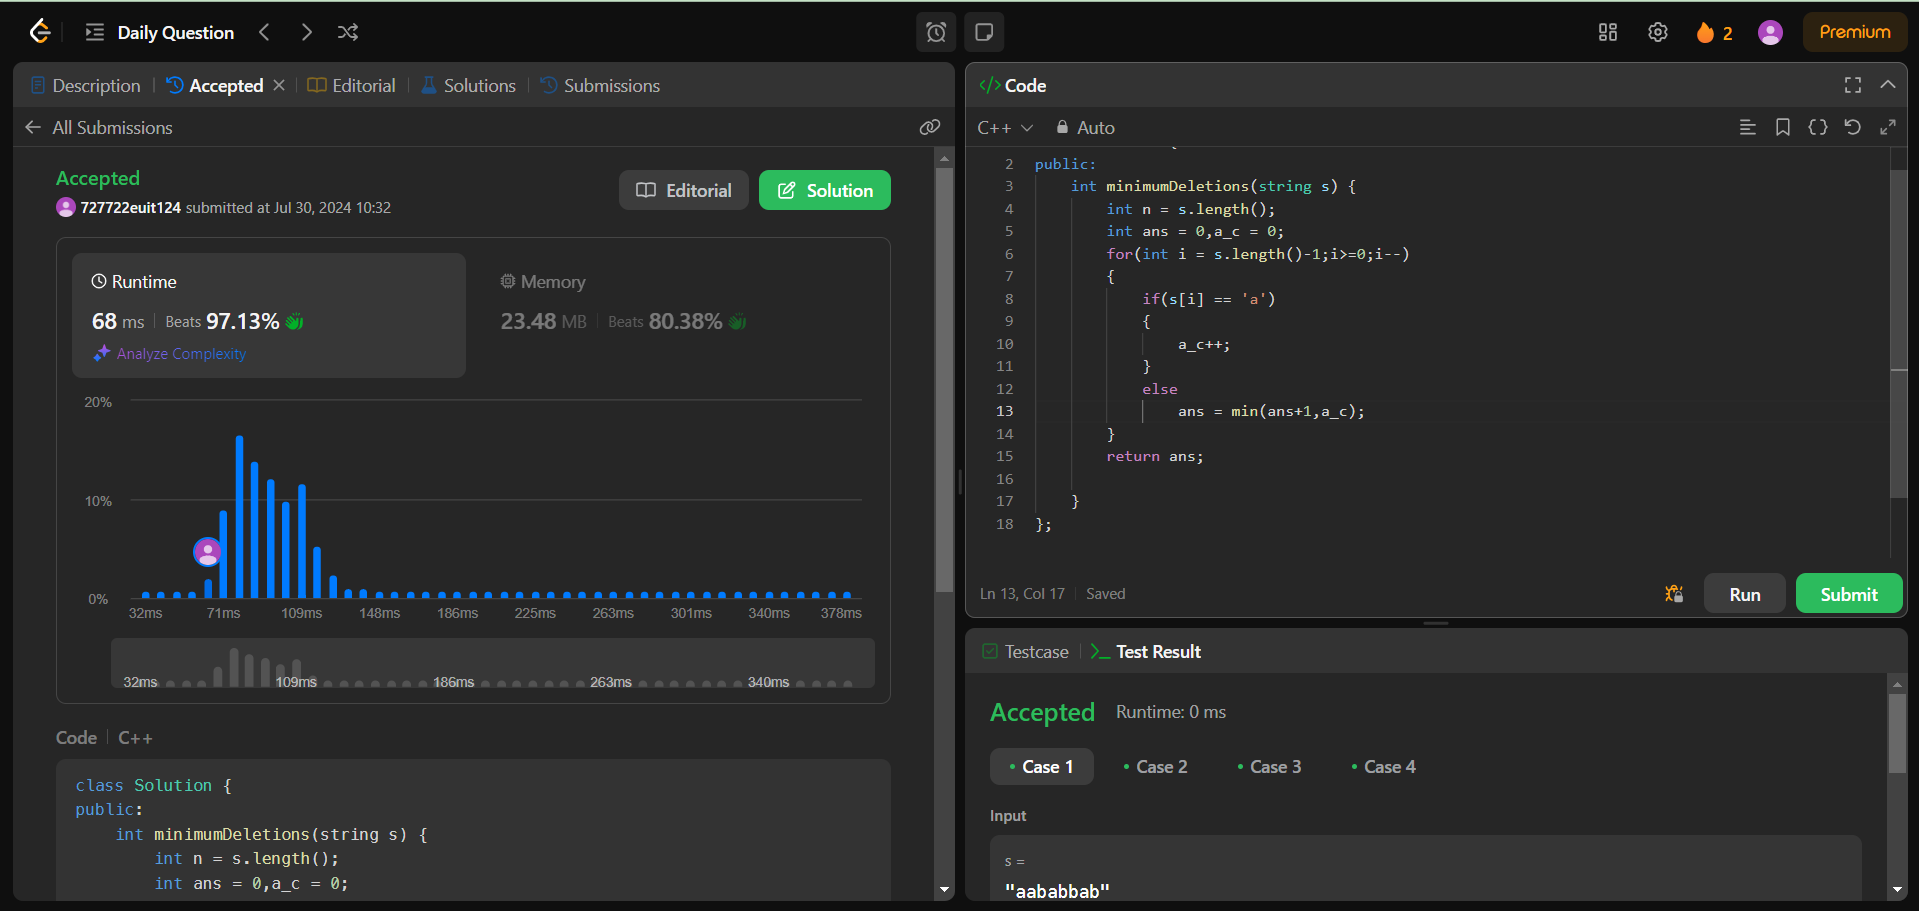 Daily Question
2
Premium
Description
Accepted
Editorial
Solutions
Submissions
All Submissions
Accepted
727722euit124 submitted at Jul 30, 2024 10:32
Editorial
Solution
Runtime
68 ms
Beats 97.13%
Analyze Complexity
Memory
23.48 MB
Beats 80.38%
20%
10%
0%
32ms 71ms 109ms 148ms 186ms 225ms 263ms 301ms 340ms 378ms
32ms 109ms 186ms 263ms 340ms
Code
C++
class Solution {
public:
    int minimumDeletions(string s) {
        int n = s.length();
        int ans = 0,a_c = 0;
</> Code
C++
Auto
2 public:
3     int minimumDeletions(string s) {
4         int n = s.length();
5         int ans = 0,a_c = 0;
6         for(int i = s.length()-1;i>=0;i--)
7         {
8             if(s[i] == 'a')
9             {
10                 a_c++;
11             }
12             else
13                 ans = min(ans+1,a_c);
14         }
15         return ans;
16
17     }
18 };
Ln 13, Col 17
Saved
Run
Submit
Testcase
Test Result
Accepted
Runtime: 0 ms
• Case 1
• Case 2
• Case 3
• Case 4
Input
s =
"aababbab"